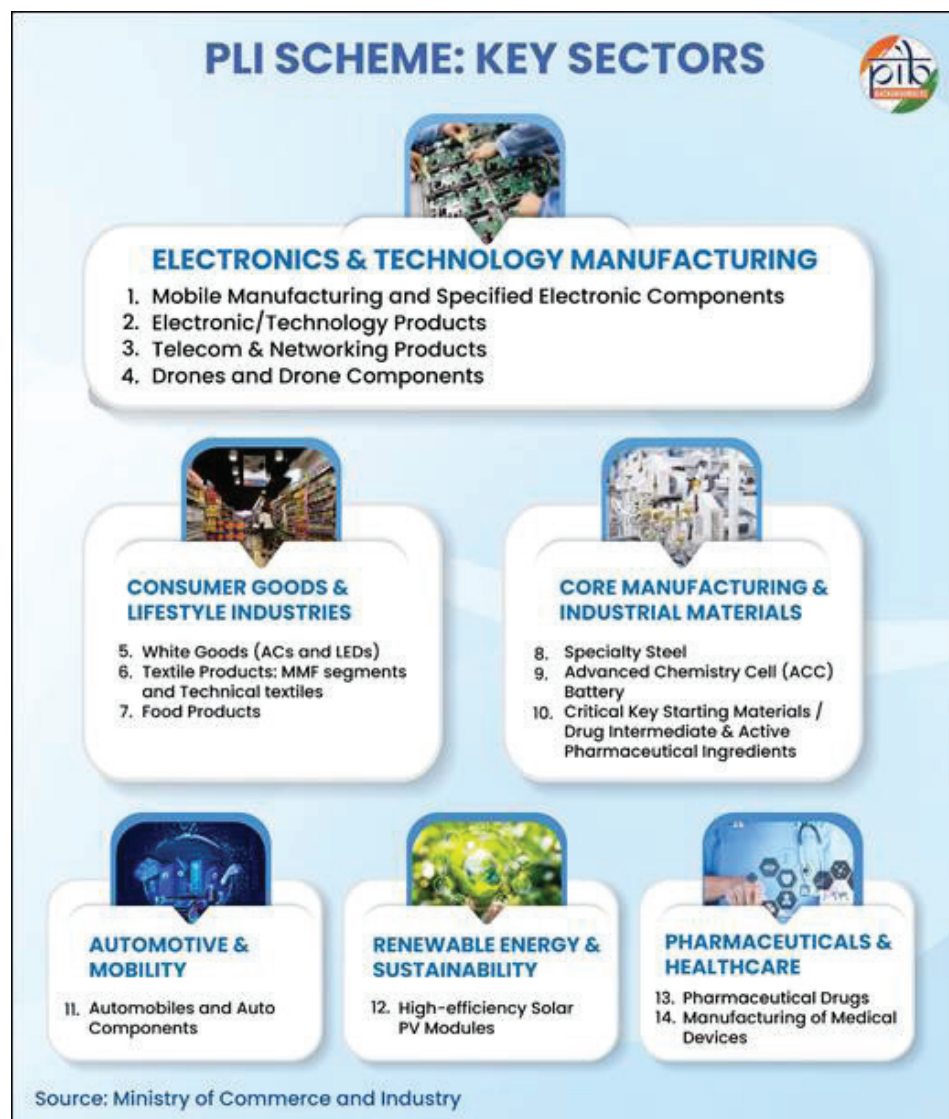 PLI SCHEME: KEY SECTORS
pib
ELECTRONICS & TECHNOLOGY MANUFACTURING
1. Mobile Manufacturing and Specified Electronic Components
2. Electronic/Technology Products
3. Telecom & Networking Products
4. Drones and Drone Components
CONSUMER GOODS &
LIFESTYLE INDUSTRIES
5. White Goods (ACs and LEDs)
6. Textile Products: MMF segments
and Technical textiles
7. Food Products
CORE MANUFACTURING &
INDUSTRIAL MATERIALS
8. Specialty Steel
9. Advanced Chemistry Cell (ACC)
Battery
10. Critical Key Starting Materials /
Drug Intermediate & Active
Pharmaceutical Ingredients
AUTOMOTIVE &
MOBILITY
11. Automobiles and Auto
Components
RENEWABLE ENERGY &
SUSTAINABILITY
12. High-efficiency Solar
PV Modules
PHARMACEUTICALS &
HEALTHCARE
13. Pharmaceutical Drugs
14. Manufacturing of Medical
Devices
Source: Ministry of Commerce and Industry